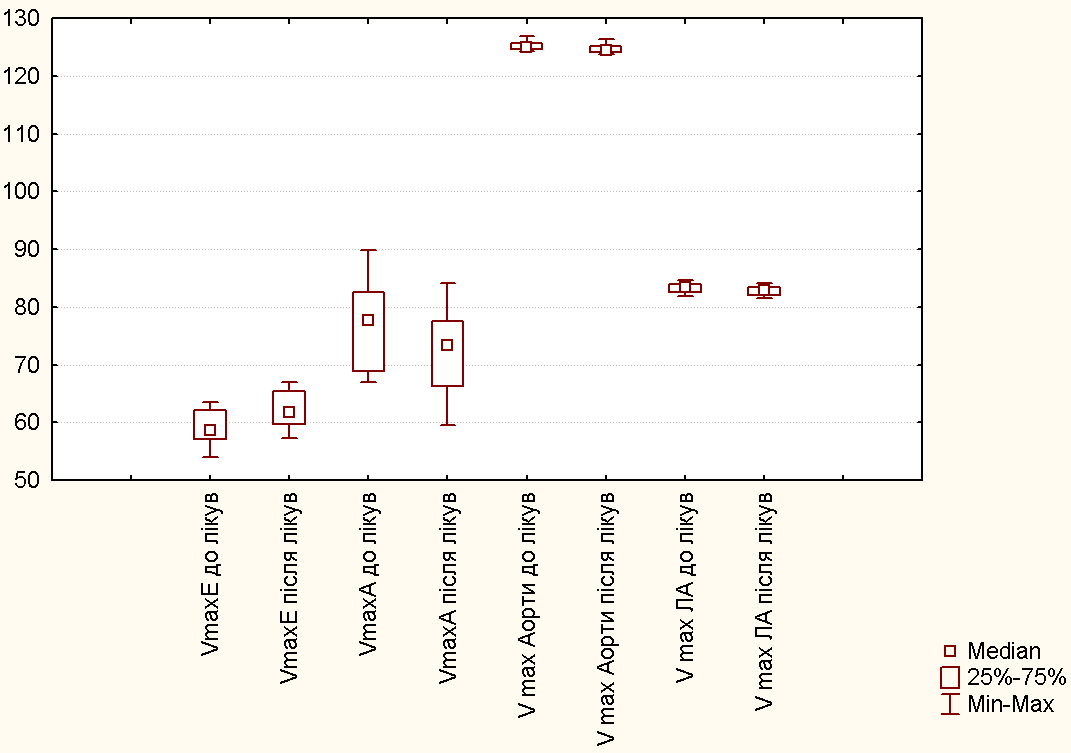 130
120
110
100
90
80
70
60
50
VmaxE до лікув
VmaxE після лікув
VmaxA до лікув
VmaxA після лікув
V max Аорти до лікув
V max Аорти після лікув
V max ЛА до лікув
V max ЛА після лікув
Median
25%-75%
Min-Max